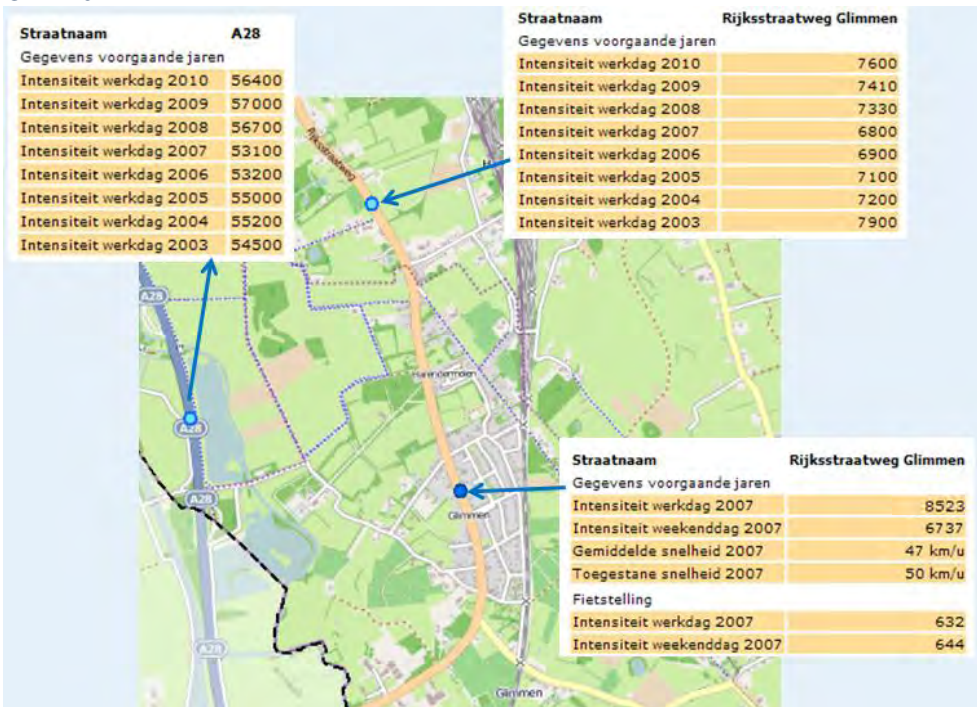 Straatnaam A28
Gegevens voorgaande jaren
Intensiteit werkdag 2010 56400
Intensiteit werkdag 2009 57000
Intensiteit werkdag 2008 56700
Intensiteit werkdag 2007 53100
Intensiteit werkdag 2006 53200
Intensiteit werkdag 2005 55000
Intensiteit werkdag 2004 55200
Intensiteit werkdag 2003 54500
Straatnaam Rijksstraatweg Glimmen
Gegevens voorgaande jaren
Intensiteit werkdag 2010 7600
Intensiteit werkdag 2009 7410
Intensiteit werkdag 2008 7330
Intensiteit werkdag 2007 6800
Intensiteit werkdag 2006 6900
Intensiteit werkdag 2005 7100
Intensiteit werkdag 2004 7200
Intensiteit werkdag 2003 7900
Rijksstraatweg
A28
Harendermolen
A28
A28
Glimmen
Straatnaam Rijksstraatweg Glimmen
Gegevens voorgaande jaren
Intensiteit werkdag 2007 8523
Intensiteit weekenddag 2007 6737
Gemiddelde snelheid 2007 47 km/u
Toegestane snelheid 2007 50 km/u
Fietstelling
Intensiteit werkdag 2007 632
Intensiteit weekenddag 2007 644
A28
Glimmen